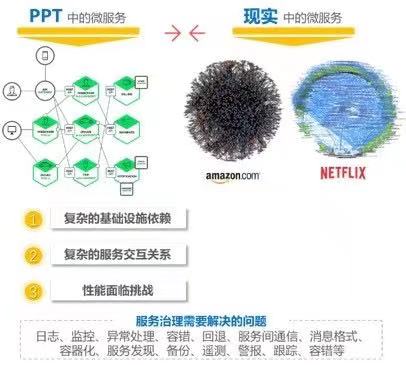 PPT 中的微服务
现实 中的微服务
amazon.com
NETFLIX
1 复杂的基础设施依赖
2 复杂的服务交互关系
3 性能面临挑战
服务治理需要解决的问题
日志、监控、异常处理、容错、回退、服务间通信、消息格式、
容器化、服务发现、备份、遥测、警报、跟踪、容错等